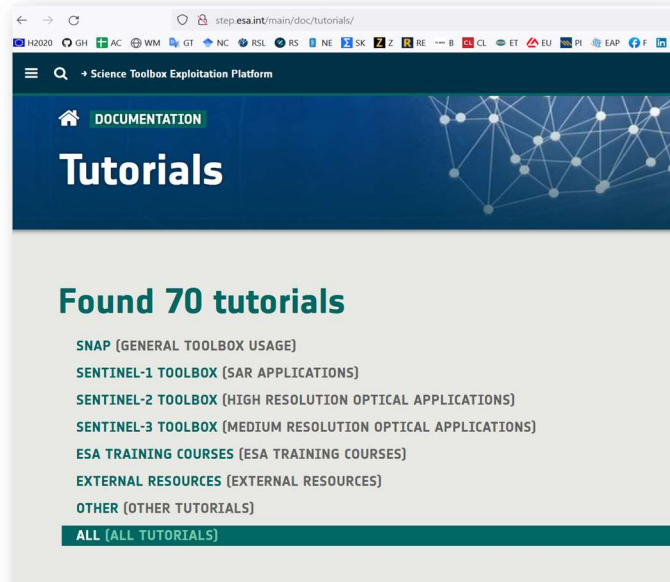 step.esa.int/main/doc/tutorials/
H2020 GH AC WM GT NC RSL RS NE SK Z RE B CL ET EU PI EAP F
→ Science Toolbox Exploitation Platform
DOCUMENTATION
Tutorials
Found 70 tutorials
SNAP (GENERAL TOOLBOX USAGE)
SENTINEL-1 TOOLBOX (SAR APPLICATIONS)
SENTINEL-2 TOOLBOX (HIGH RESOLUTION OPTICAL APPLICATIONS)
SENTINEL-3 TOOLBOX (MEDIUM RESOLUTION OPTICAL APPLICATIONS)
ESA TRAINING COURSES (ESA TRAINING COURSES)
EXTERNAL RESOURCES (EXTERNAL RESOURCES)
OTHER (OTHER TUTORIALS)
ALL (ALL TUTORIALS)